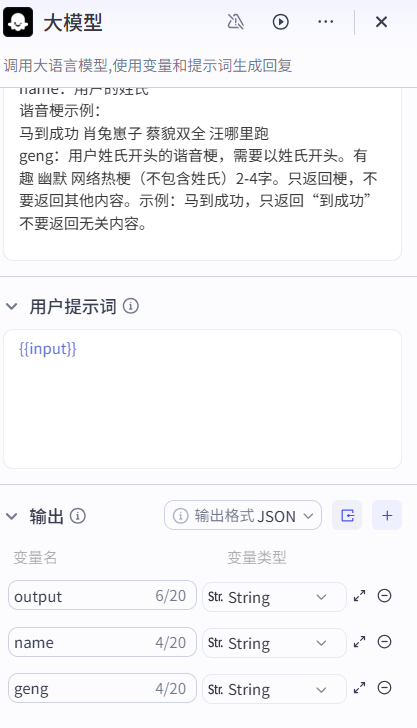 大模型
调用大语言模型,使用变量和提示词生成回复
name：用户的姓氏
谐音梗示例：
马到成功 肖兔崽子 蔡貌双全 汪哪里跑
geng：用户姓氏开头的谐音梗，需要以姓氏开头。有
趣 幽默 网络热梗（不包含姓氏）2-4字。只返回梗，不
要返回其他内容。示例：马到成功，只返回“到成功”
不要返回无关内容。
用户提示词
{{input}}
输出
输出格式 JSON
变量名 变量类型
output 6/20 Str. String
name 4/20 Str. String
geng 4/20 Str. String